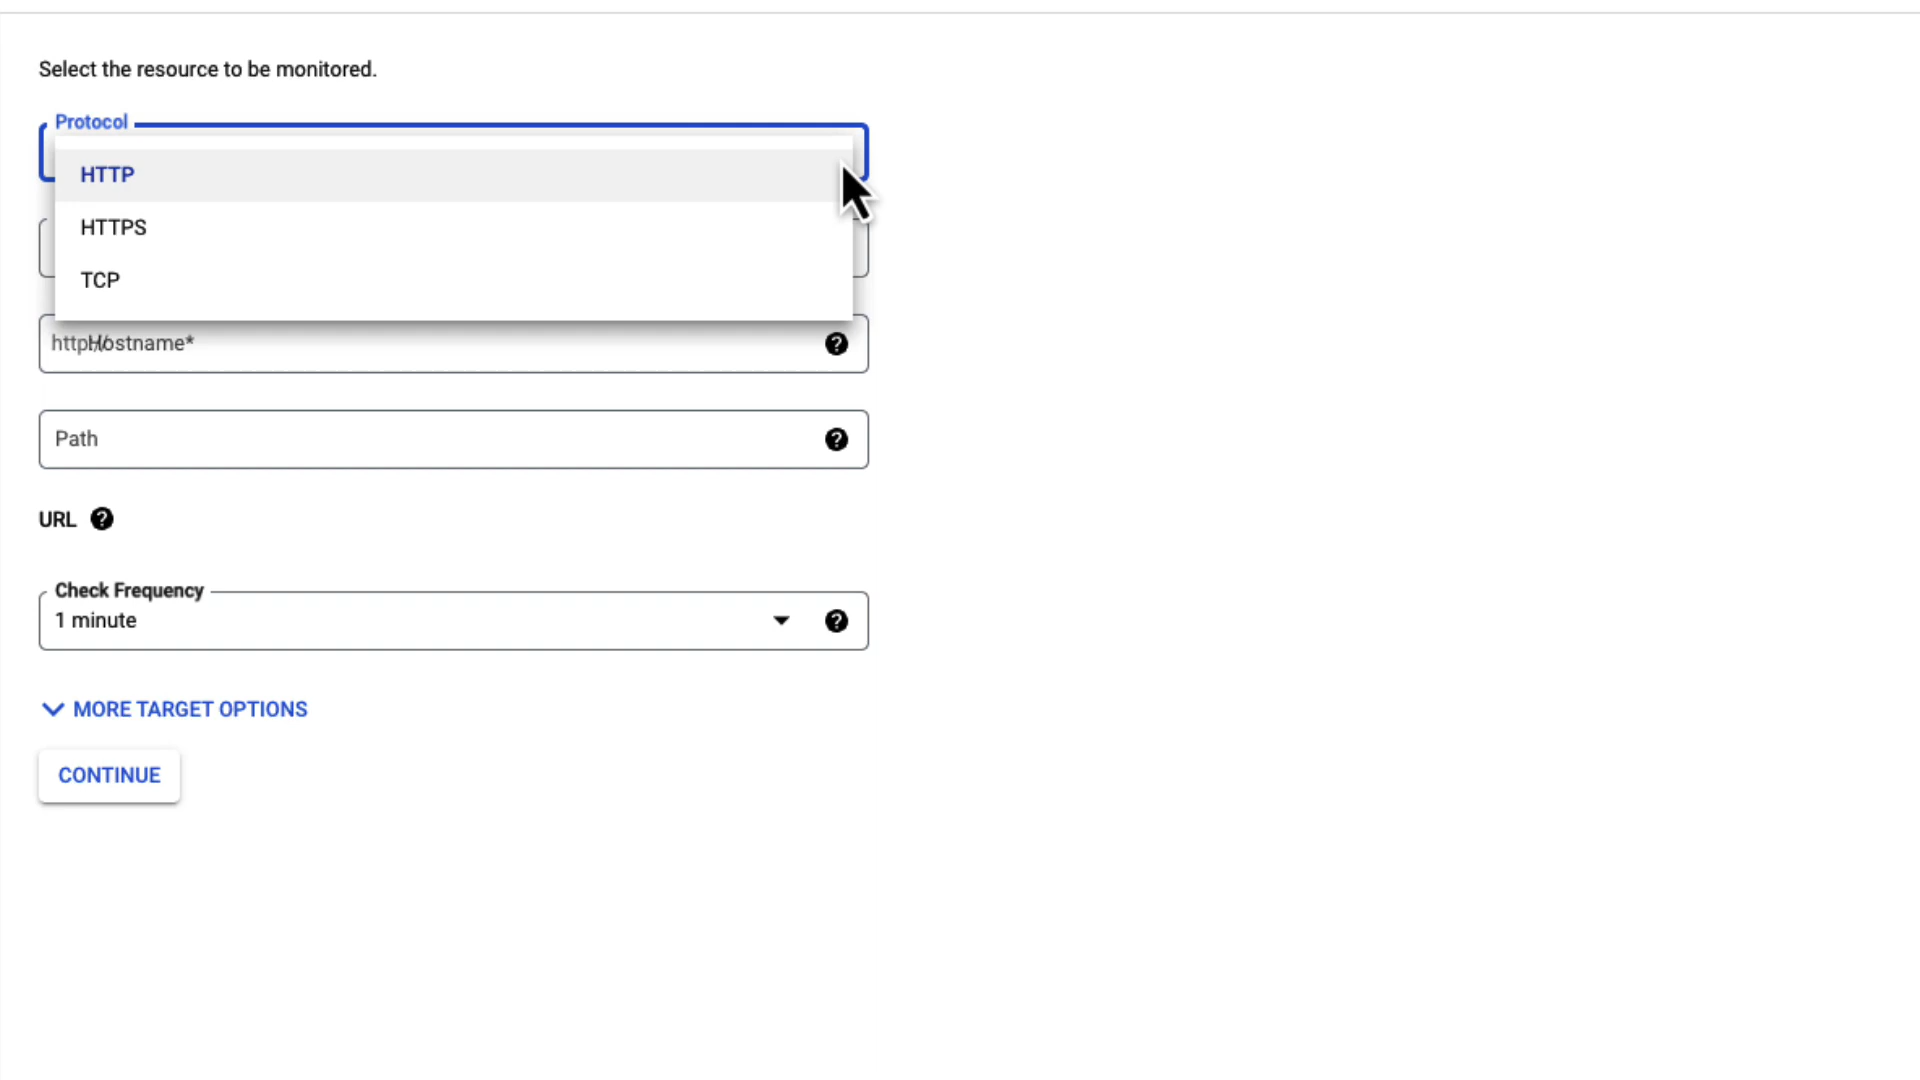 Select the resource to be monitored.
Protocol
HTTP
HTTPS
TCP
http:// Hostname*
Path
URL
Check Frequency
1 minute
MORE TARGET OPTIONS
CONTINUE